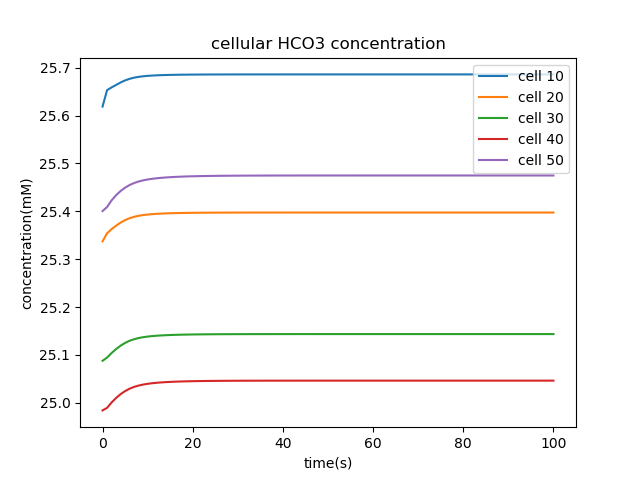 cellular HCO3 concentration
25.7
25.6
25.5
25.4
25.3
25.2
25.1
25.0
concentration(mM)
cell 10
cell 20
cell 30
cell 40
cell 50
0 20 40 60 80 100
time(s)